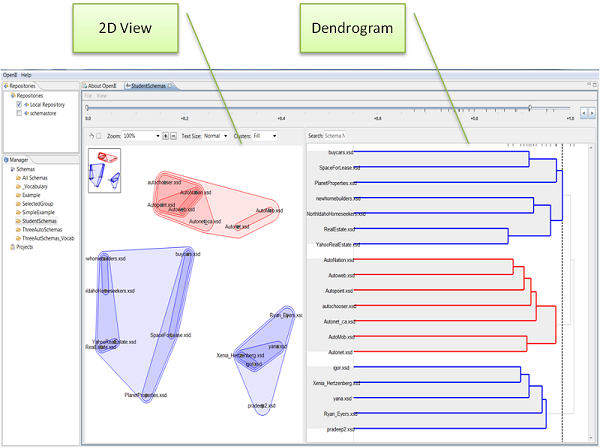 2D View
Dendrogram
OpenII Help
Repositories
Repositories
Local Repository
schemastore
Manager
Schemas
All Schemas
_Vocabulary
Example
SelectedGroup
SimpleExample
StudentSchemas
ThreeAutoSchemas
ThreeAutSchemas_Vocab
Projects
About OpenII
StudentSchemas
File View
0.0
+0.2
+0.4
+0.6
+0.8
+1.0
Zoom: 100%
Text Size: Normal
Clusters: Fill
Search: Schema N
autochooser.xsd
AutoNation.xsd
Autopoint.xsd
Autoweb.xsd
Autonet_ca.xsd
AutoMob.xsd
Autonet.xsd
newhomebuilders.xsd
buycars.xsd
ldahoHomeseekers.xsd
YahooRealEstate.xsd
RealEstate.xsd
SpaceForLease.xsd
PlanetProperties.xsd
Ryan_Eyers.xsd
Xenia_Hertzenberg.xsd
yana.xsd
igor.xsd
pradeep2.xsd
buycars.xsd
SpaceForLease.xsd
PlanetProperties.xsd
newhomebuilders.xsd
NorthIdahoHomeseekers.xsd
RealEstate.xsd
YahooRealEstate.xsd
AutoNation.xsd
Autoweb.xsd
Autopoint.xsd
autochooser.xsd
Autonet_ca.xsd
AutoMob.xsd
Autonet.xsd
igor.xsd
Xenia_Hertzenberg.xsd
yana.xsd
Ryan_Eyers.xsd
pradeep2.xsd